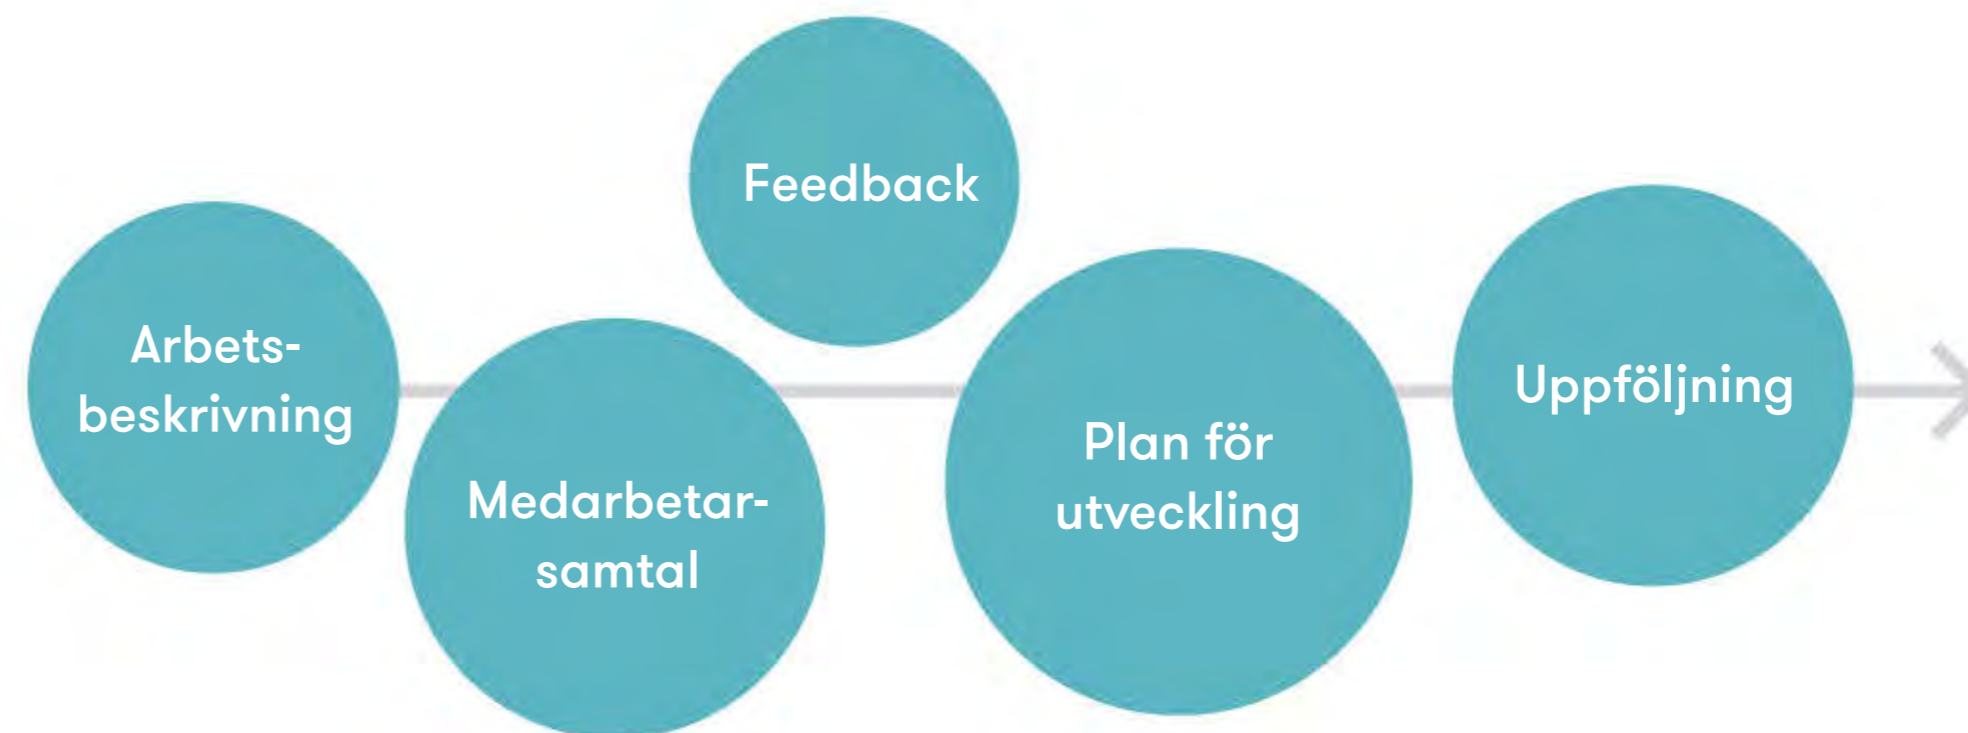 Arbets-
beskrivning
Medarbetar-
samtal
Feedback
Plan för
utveckling
Uppföljning